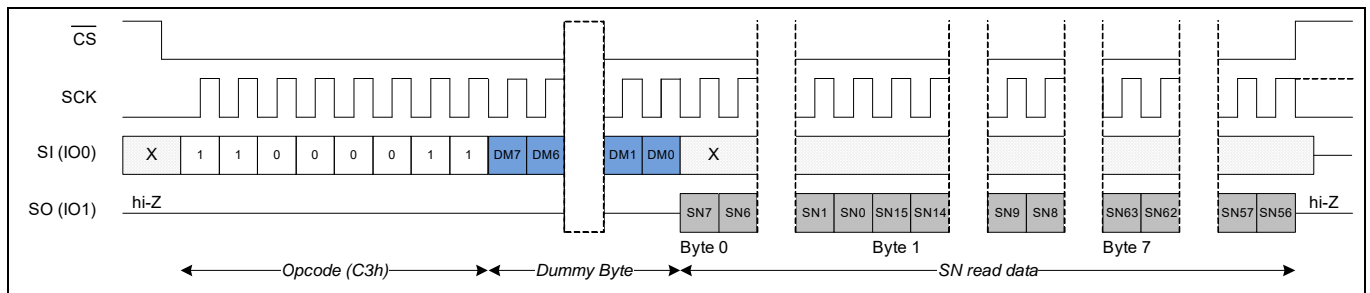 CS
SCK
SI (IO0) X 1 1 0 0 0 0 1 1 DM7 DM6 DM1 DM0 X
SO (IO1) hi-Z SN7 SN6 SN1 SN0 SN15 SN14 SN9 SN8 SN63 SN62 SN57 SN56 hi-Z
Byte 0 Byte 1 Byte 7
Opcode (C3h) Dummy Byte SN read data